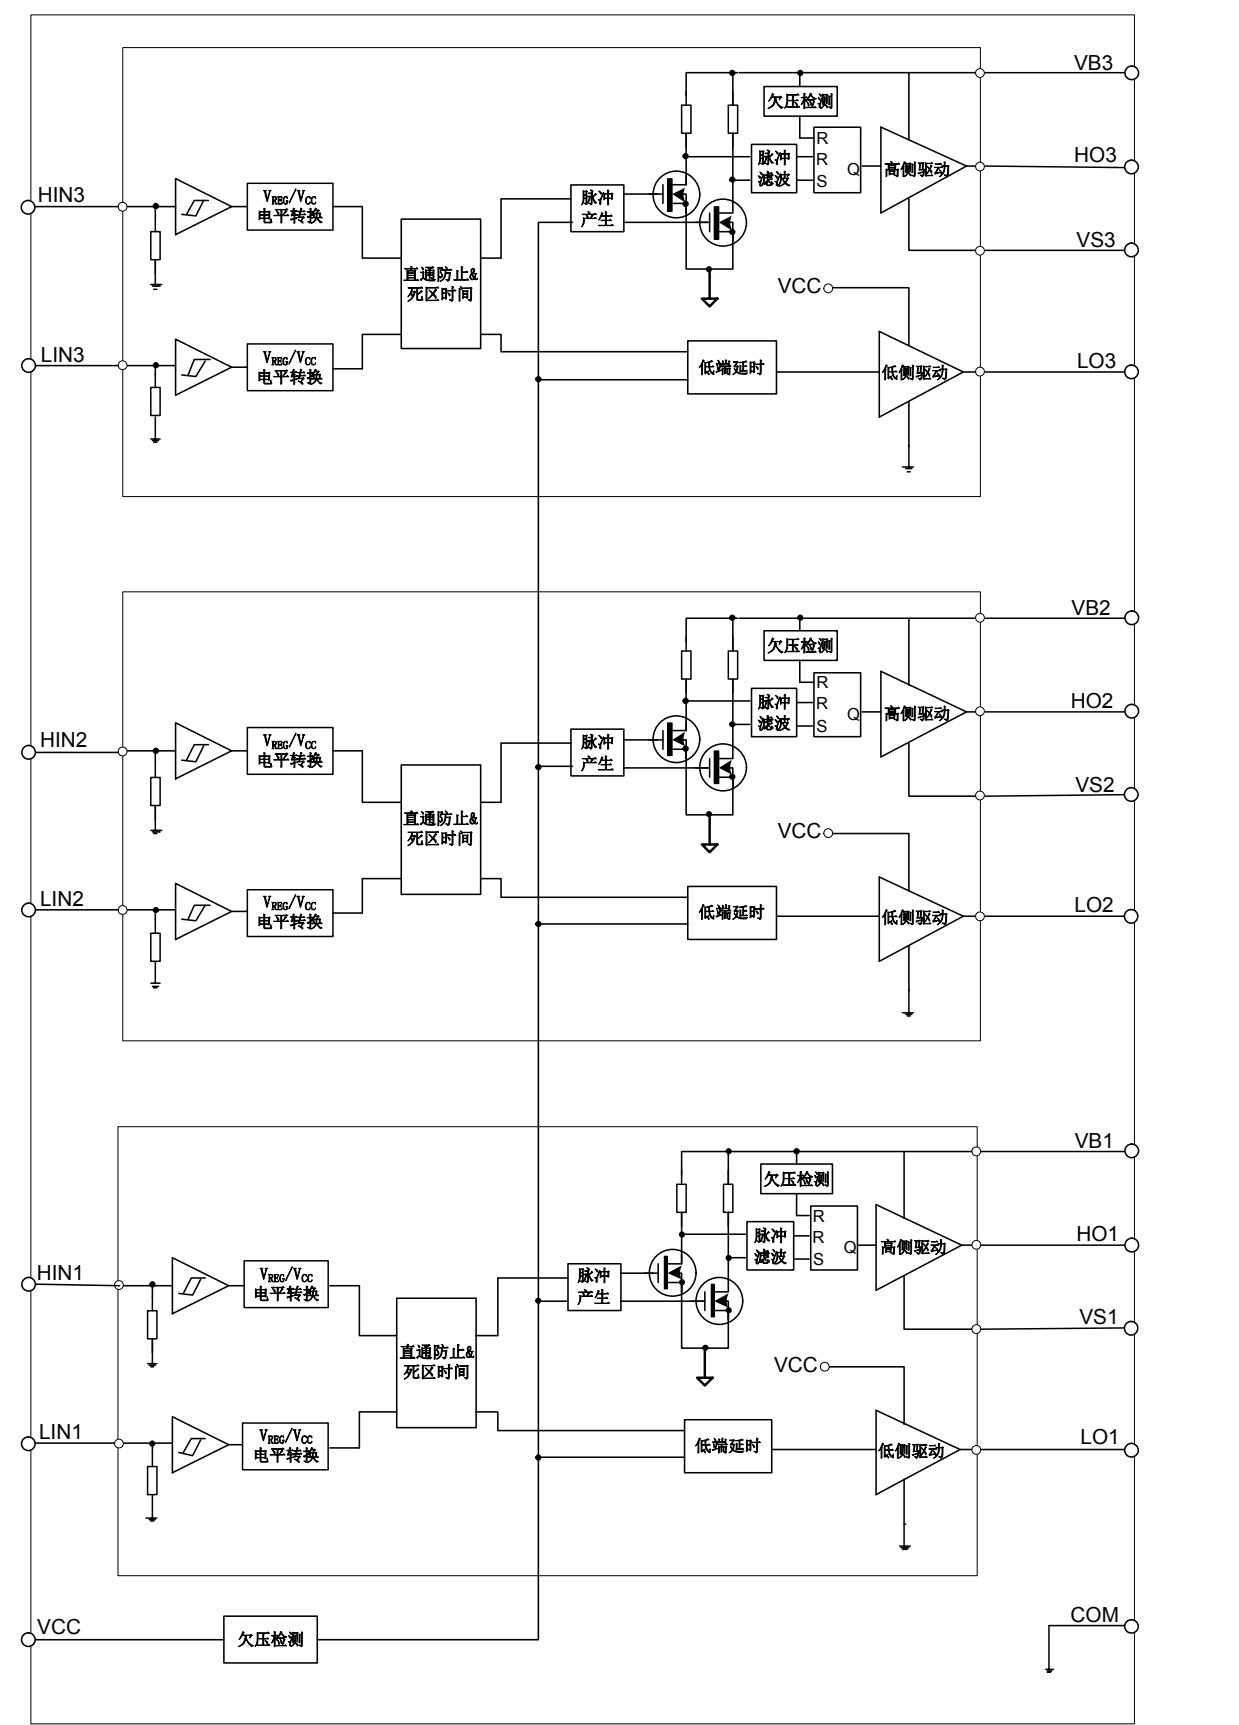 VB3
欠压检测
R
HO3
脉冲
滤波
R
S
Q
高侧驱动
HIN3
VREG/VCC
电平转换
脉冲
产生
VS3
直通防止&
死区时间
VCC
LIN3
VREG/VCC
电平转换
低端延时
低侧驱动
LO3
VB2
欠压检测
R
HO2
脉冲
滤波
R
S
Q
高侧驱动
HIN2
VREG/VCC
电平转换
脉冲
产生
VS2
直通防止&
死区时间
VCC
LIN2
VREG/VCC
电平转换
低端延时
低侧驱动
LO2
VB1
欠压检测
R
HO1
脉冲
滤波
R
S
Q
高侧驱动
HIN1
VREG/VCC
电平转换
脉冲
产生
VS1
直通防止&
死区时间
VCC
LIN1
VREG/VCC
电平转换
低端延时
低侧驱动
LO1
VCC
欠压检测
COM